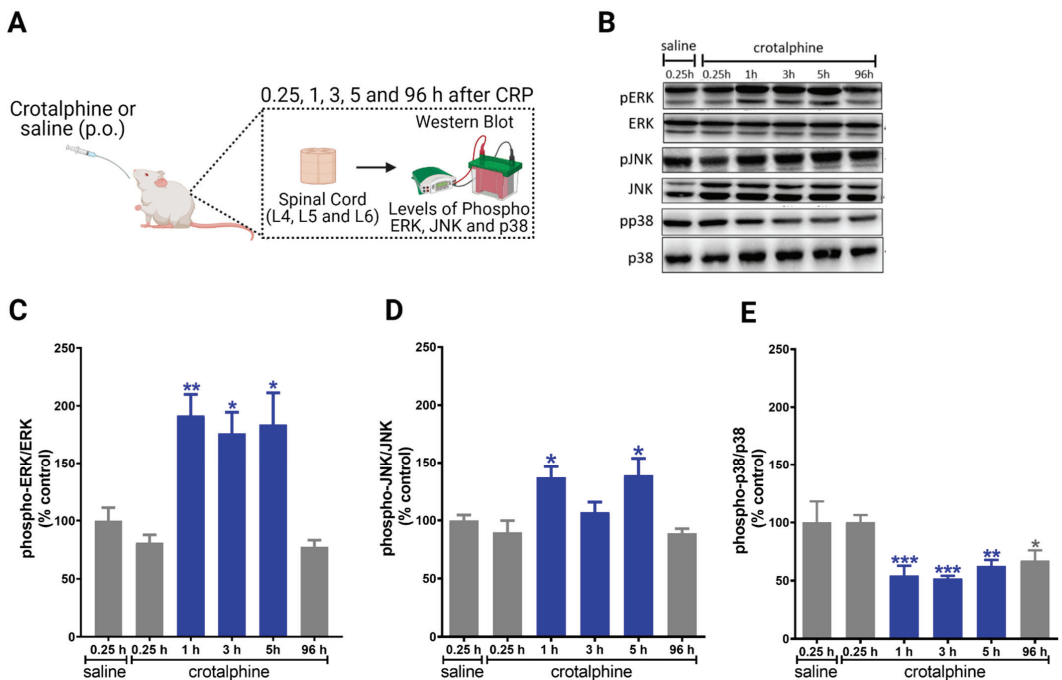 A
Crotalphine or
saline (p.o.)
0.25, 1, 3, 5 and 96 h after CRP
Western Blot
Spinal Cord
(L4, L5 and L6)
Levels of Phospho
ERK, JNK and p38
B
saline crotalphine
0.25h 0.25h 1h 3h 5h 96h
pERK
ERK
pJNK
JNK
pp38
p38
C
phospho-ERK/ERK
(% control)
250
200
150
100
50
0
** * *
0.25 h 0.25 h 1 h 3 h 5h 96 h
saline crotalphine
D
phospho-JNK/JNK
(% control)
250
200
150
100
50
0
* *
0.25 h 0.25 h 1 h 3 h 5 h 96 h
saline crotalphine
E
phospho-p38/p38
(% control)
250
200
150
100
50
0
*** *** ** *
0.25 h 0.25 h 1 h 3 h 5 h 96 h
saline crotalphine